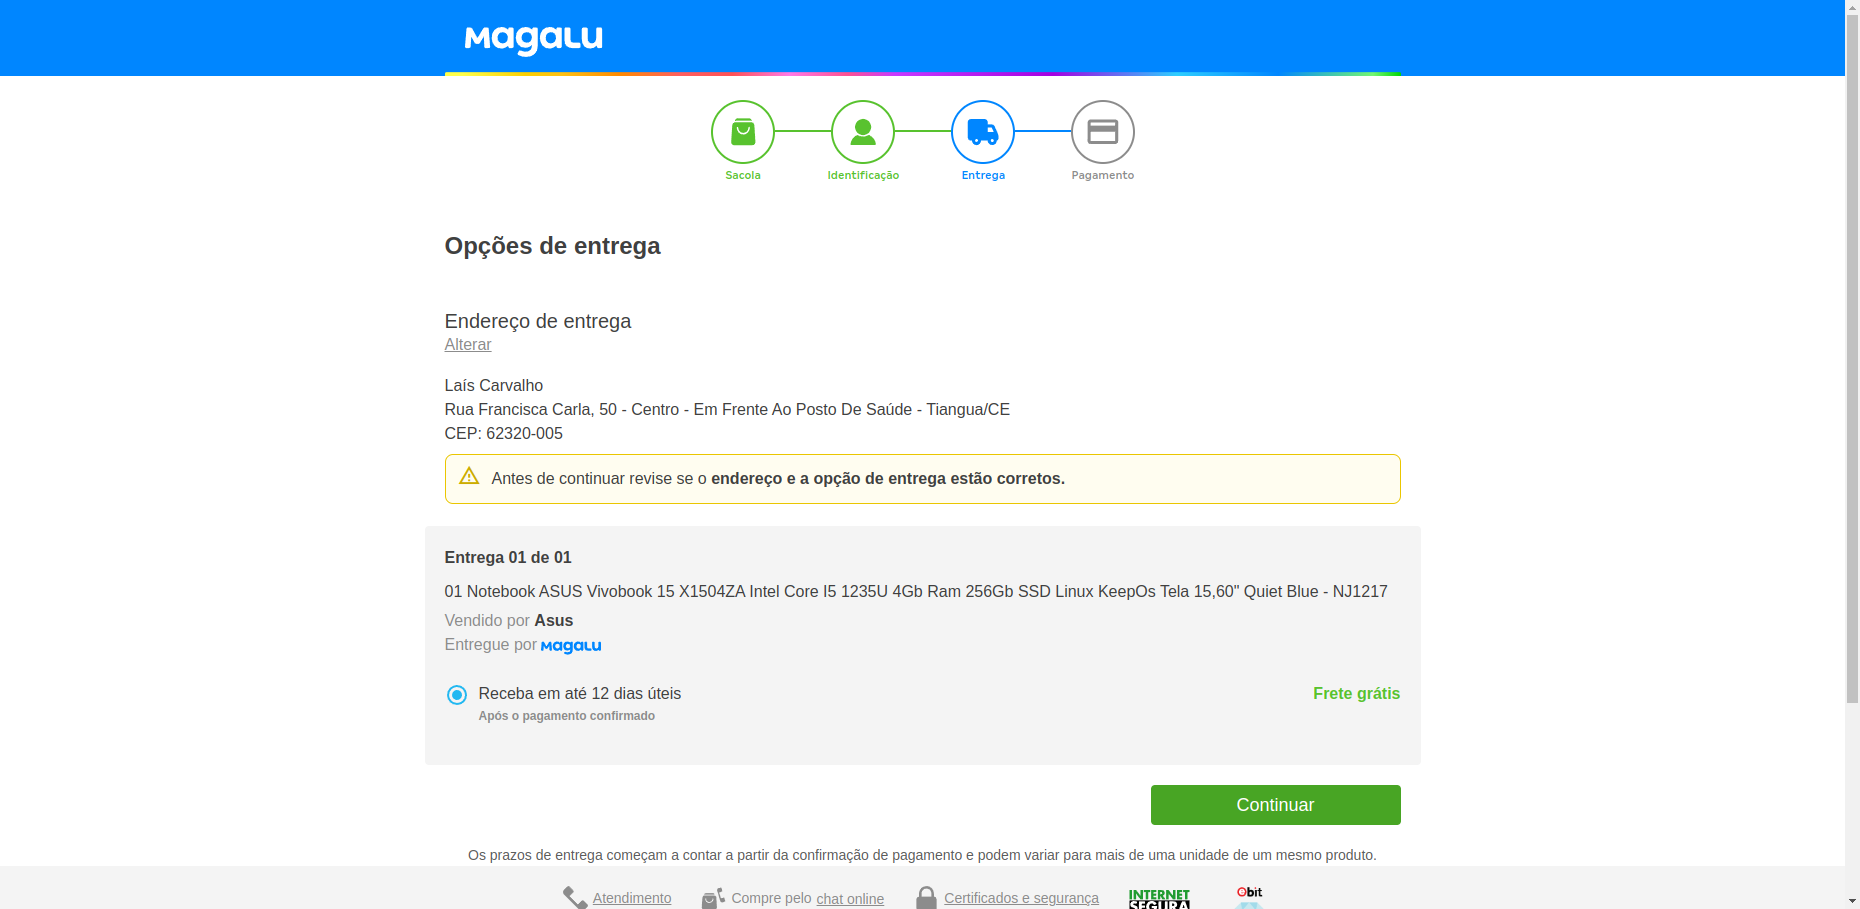 Magalu
Sacola
Identificação
Entrega
Pagamento
Opções de entrega
Endereço de entrega
Alterar
Laís Carvalho
Rua Francisca Carla, 50 - Centro - Em Frente Ao Posto De Saúde - Tiangua/CE
CEP: 62320-005
Antes de continuar revise se o endereço e a opção de entrega estão corretos.
Entrega 01 de 01
01 Notebook ASUS Vivobook 15 X1504ZA Intel Core I5 1235U 4Gb Ram 256Gb SSD Linux KeepOs Tela 15,60" Quiet Blue - NJ1217
Vendido por Asus
Entregue por Magalu
Receba em até 12 dias úteis
Frete grátis
Após o pagamento confirmado
Continuar
Os prazos de entrega começam a contar a partir da confirmação de pagamento e podem variar para mais de uma unidade de um mesmo produto.
Atendimento
Compre pelo chat online
Certificados e segurança
INTERNET
SEGURA
ebit